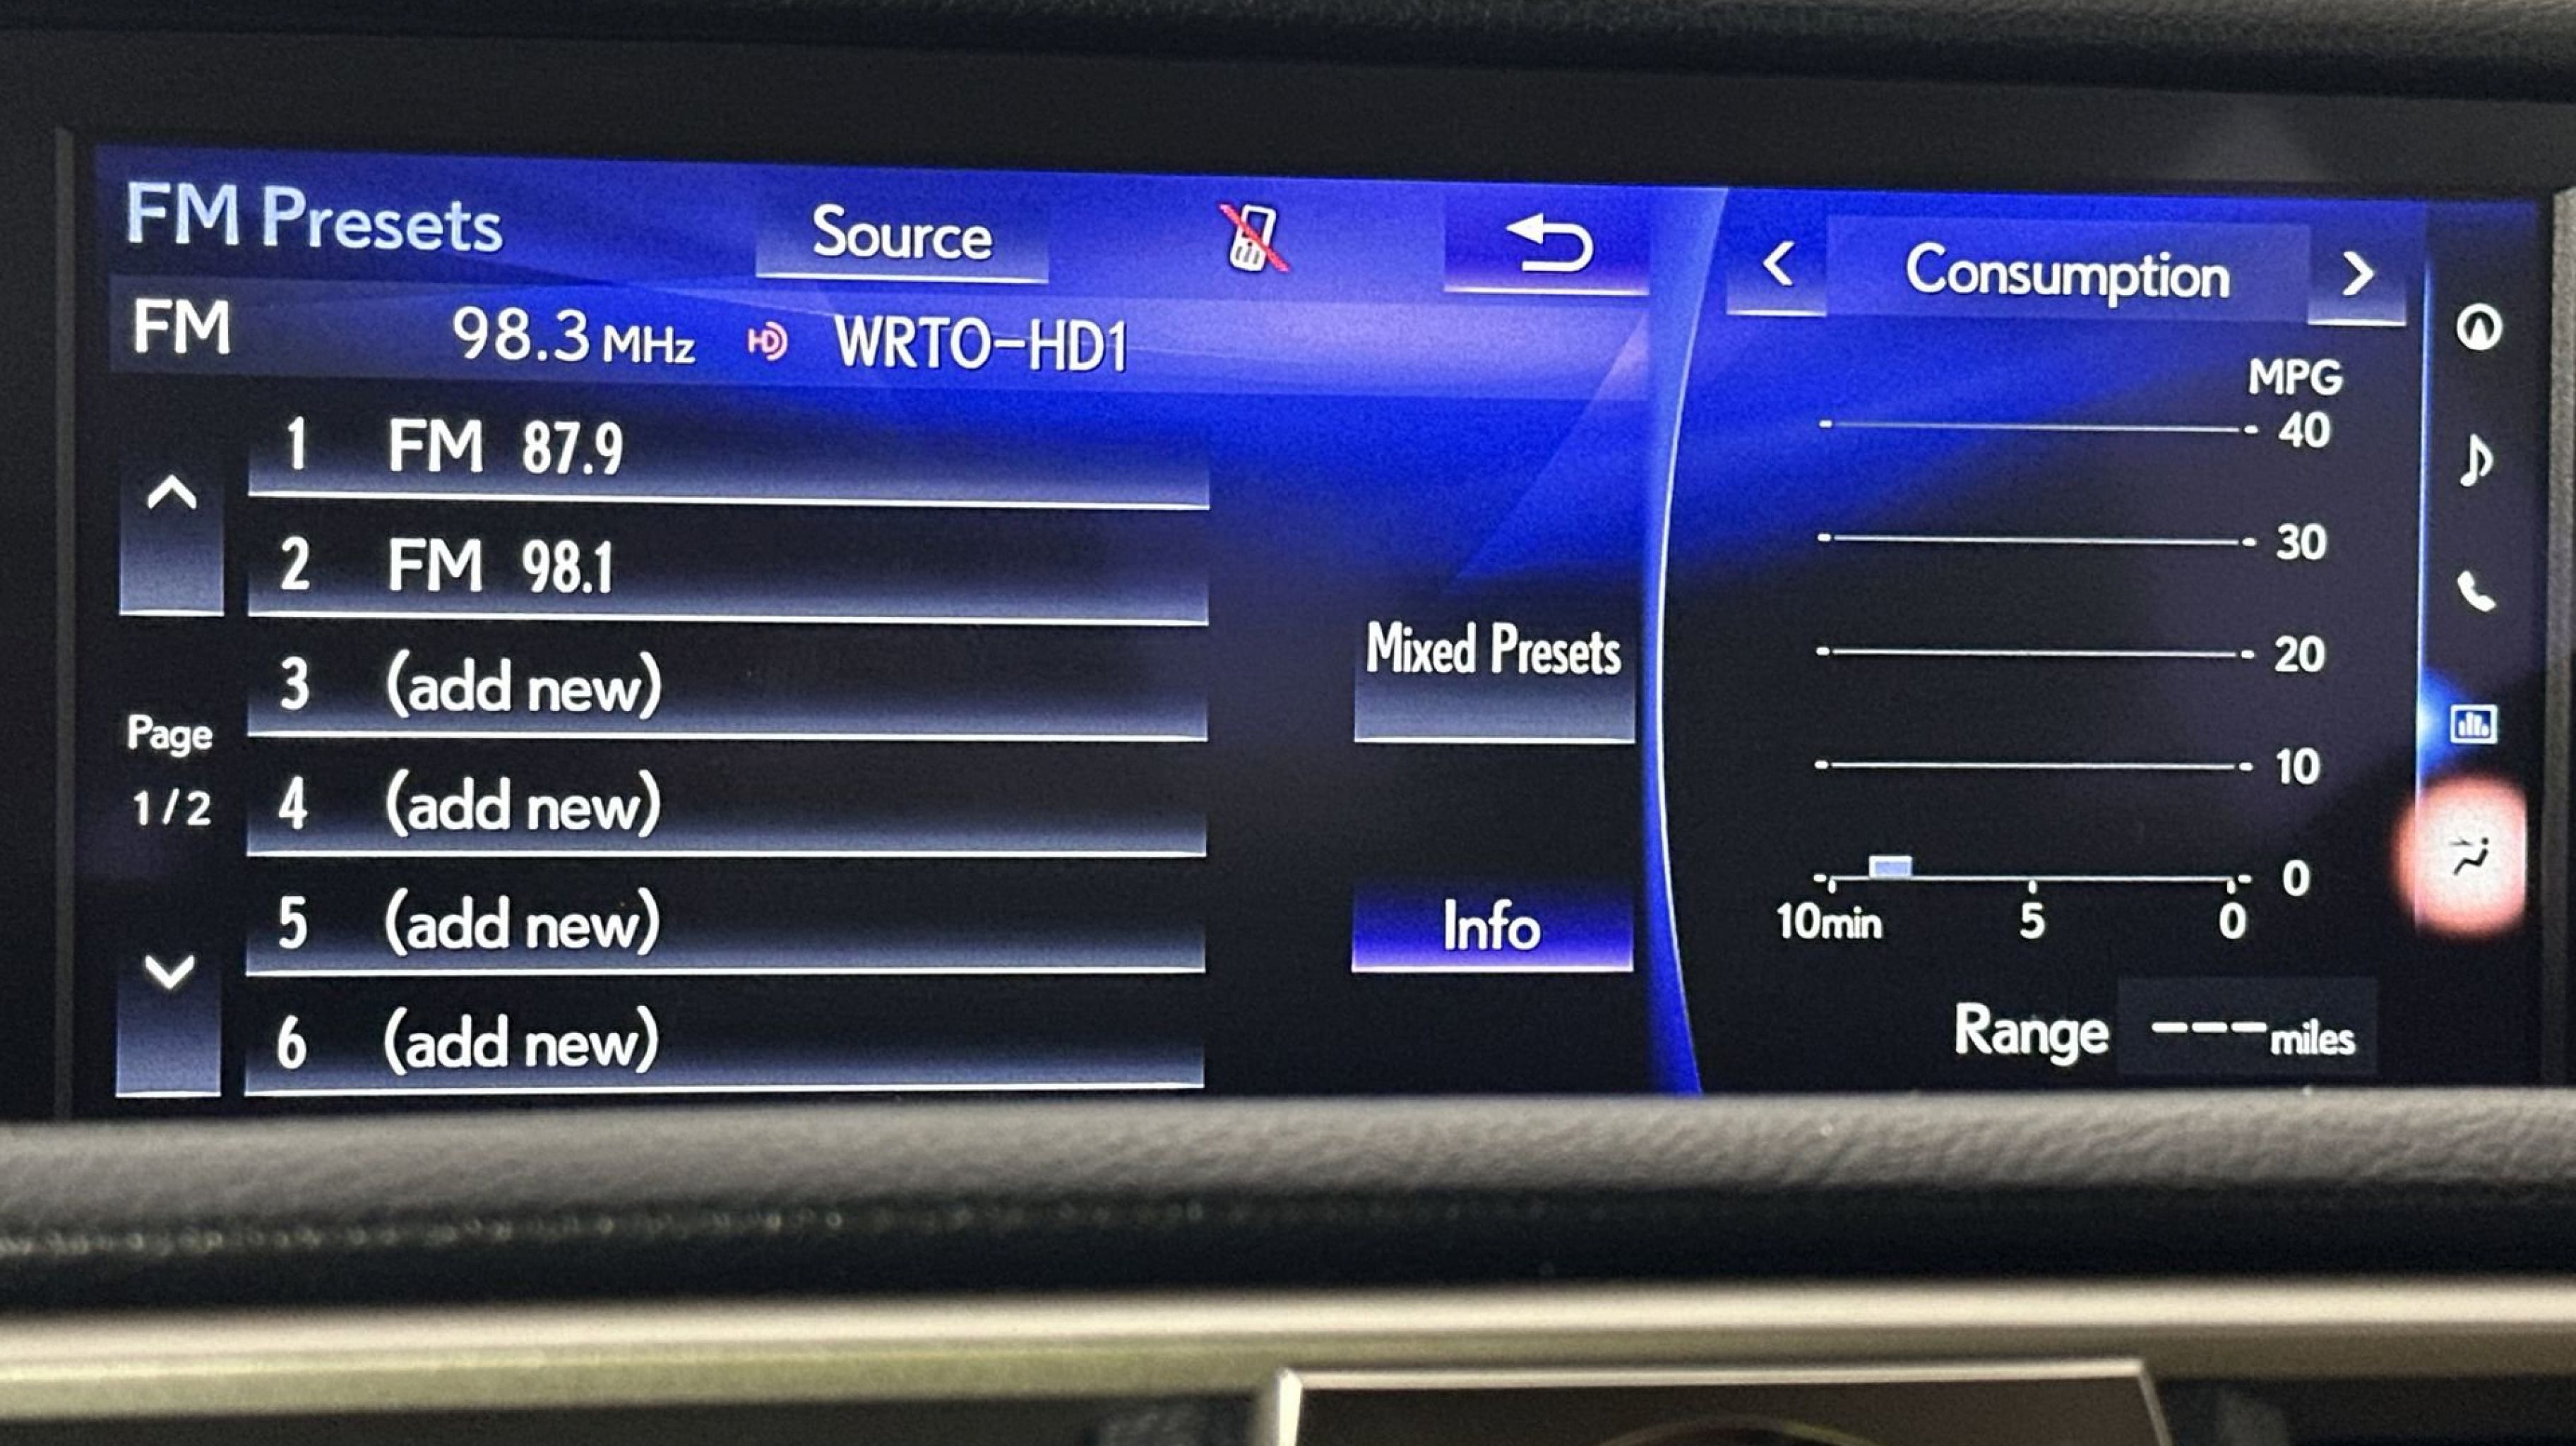 FM Presets
Source
FM 98.3 MHz HD WRTO-HD1
1 FM 87.9
2 FM 98.1
3 (add new)
4 (add new)
5 (add new)
6 (add new)
Page
1/2
Mixed Presets
Info
< Consumption >
MPG
40
30
20
10
0
10min 5 0
Range ---miles